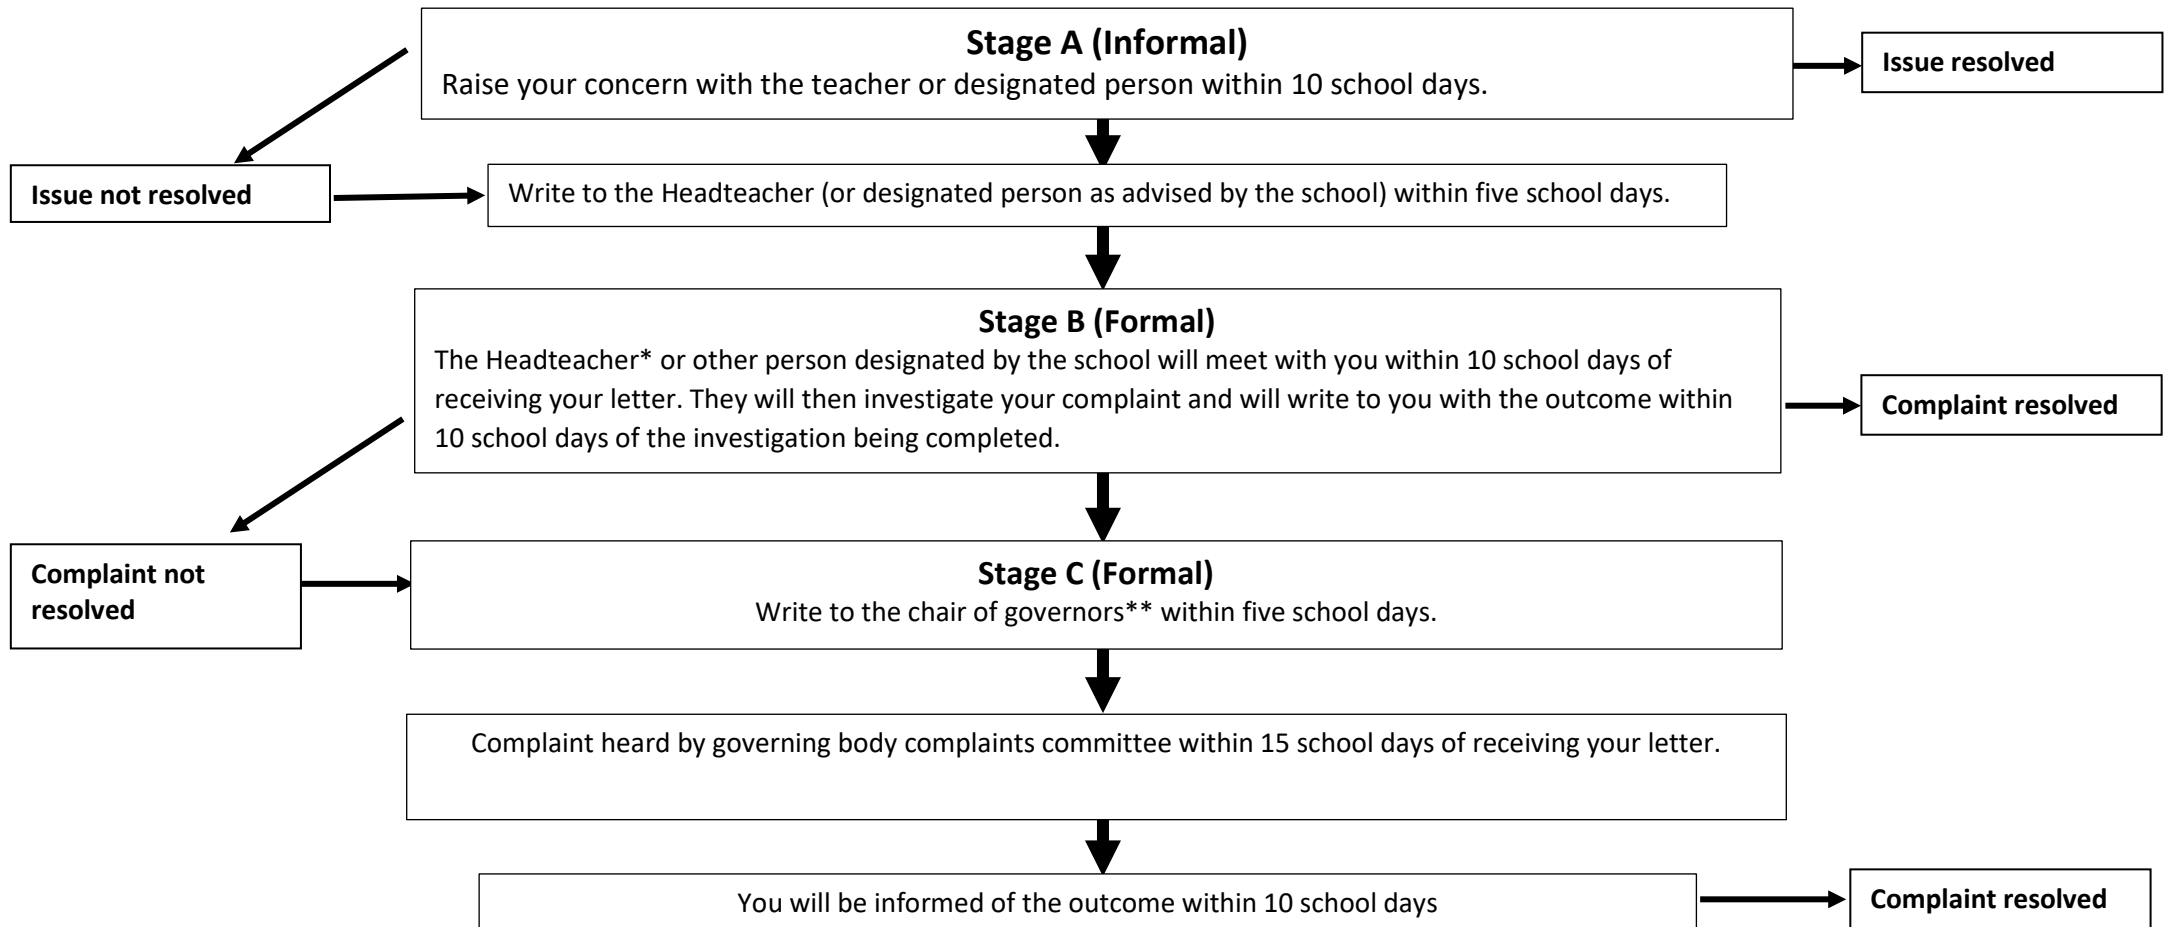 Stage A (Informal)
Raise your concern with the teacher or designated person within 10 school days.
Issue resolved
Issue not resolved
Write to the Headteacher (or designated person as advised by the school) within five school days.
Stage B (Formal)
The Headteacher* or other person designated by the school will meet with you within 10 school days of
receiving your letter. They will then investigate your complaint and will write to you with the outcome within
10 school days of the investigation being completed.
Complaint resolved
Complaint not
resolved
Stage C (Formal)
Write to the chair of governors** within five school days.
Complaint heard by governing body complaints committee within 15 school days of receiving your letter.
You will be informed of the outcome within 10 school days
Complaint resolved